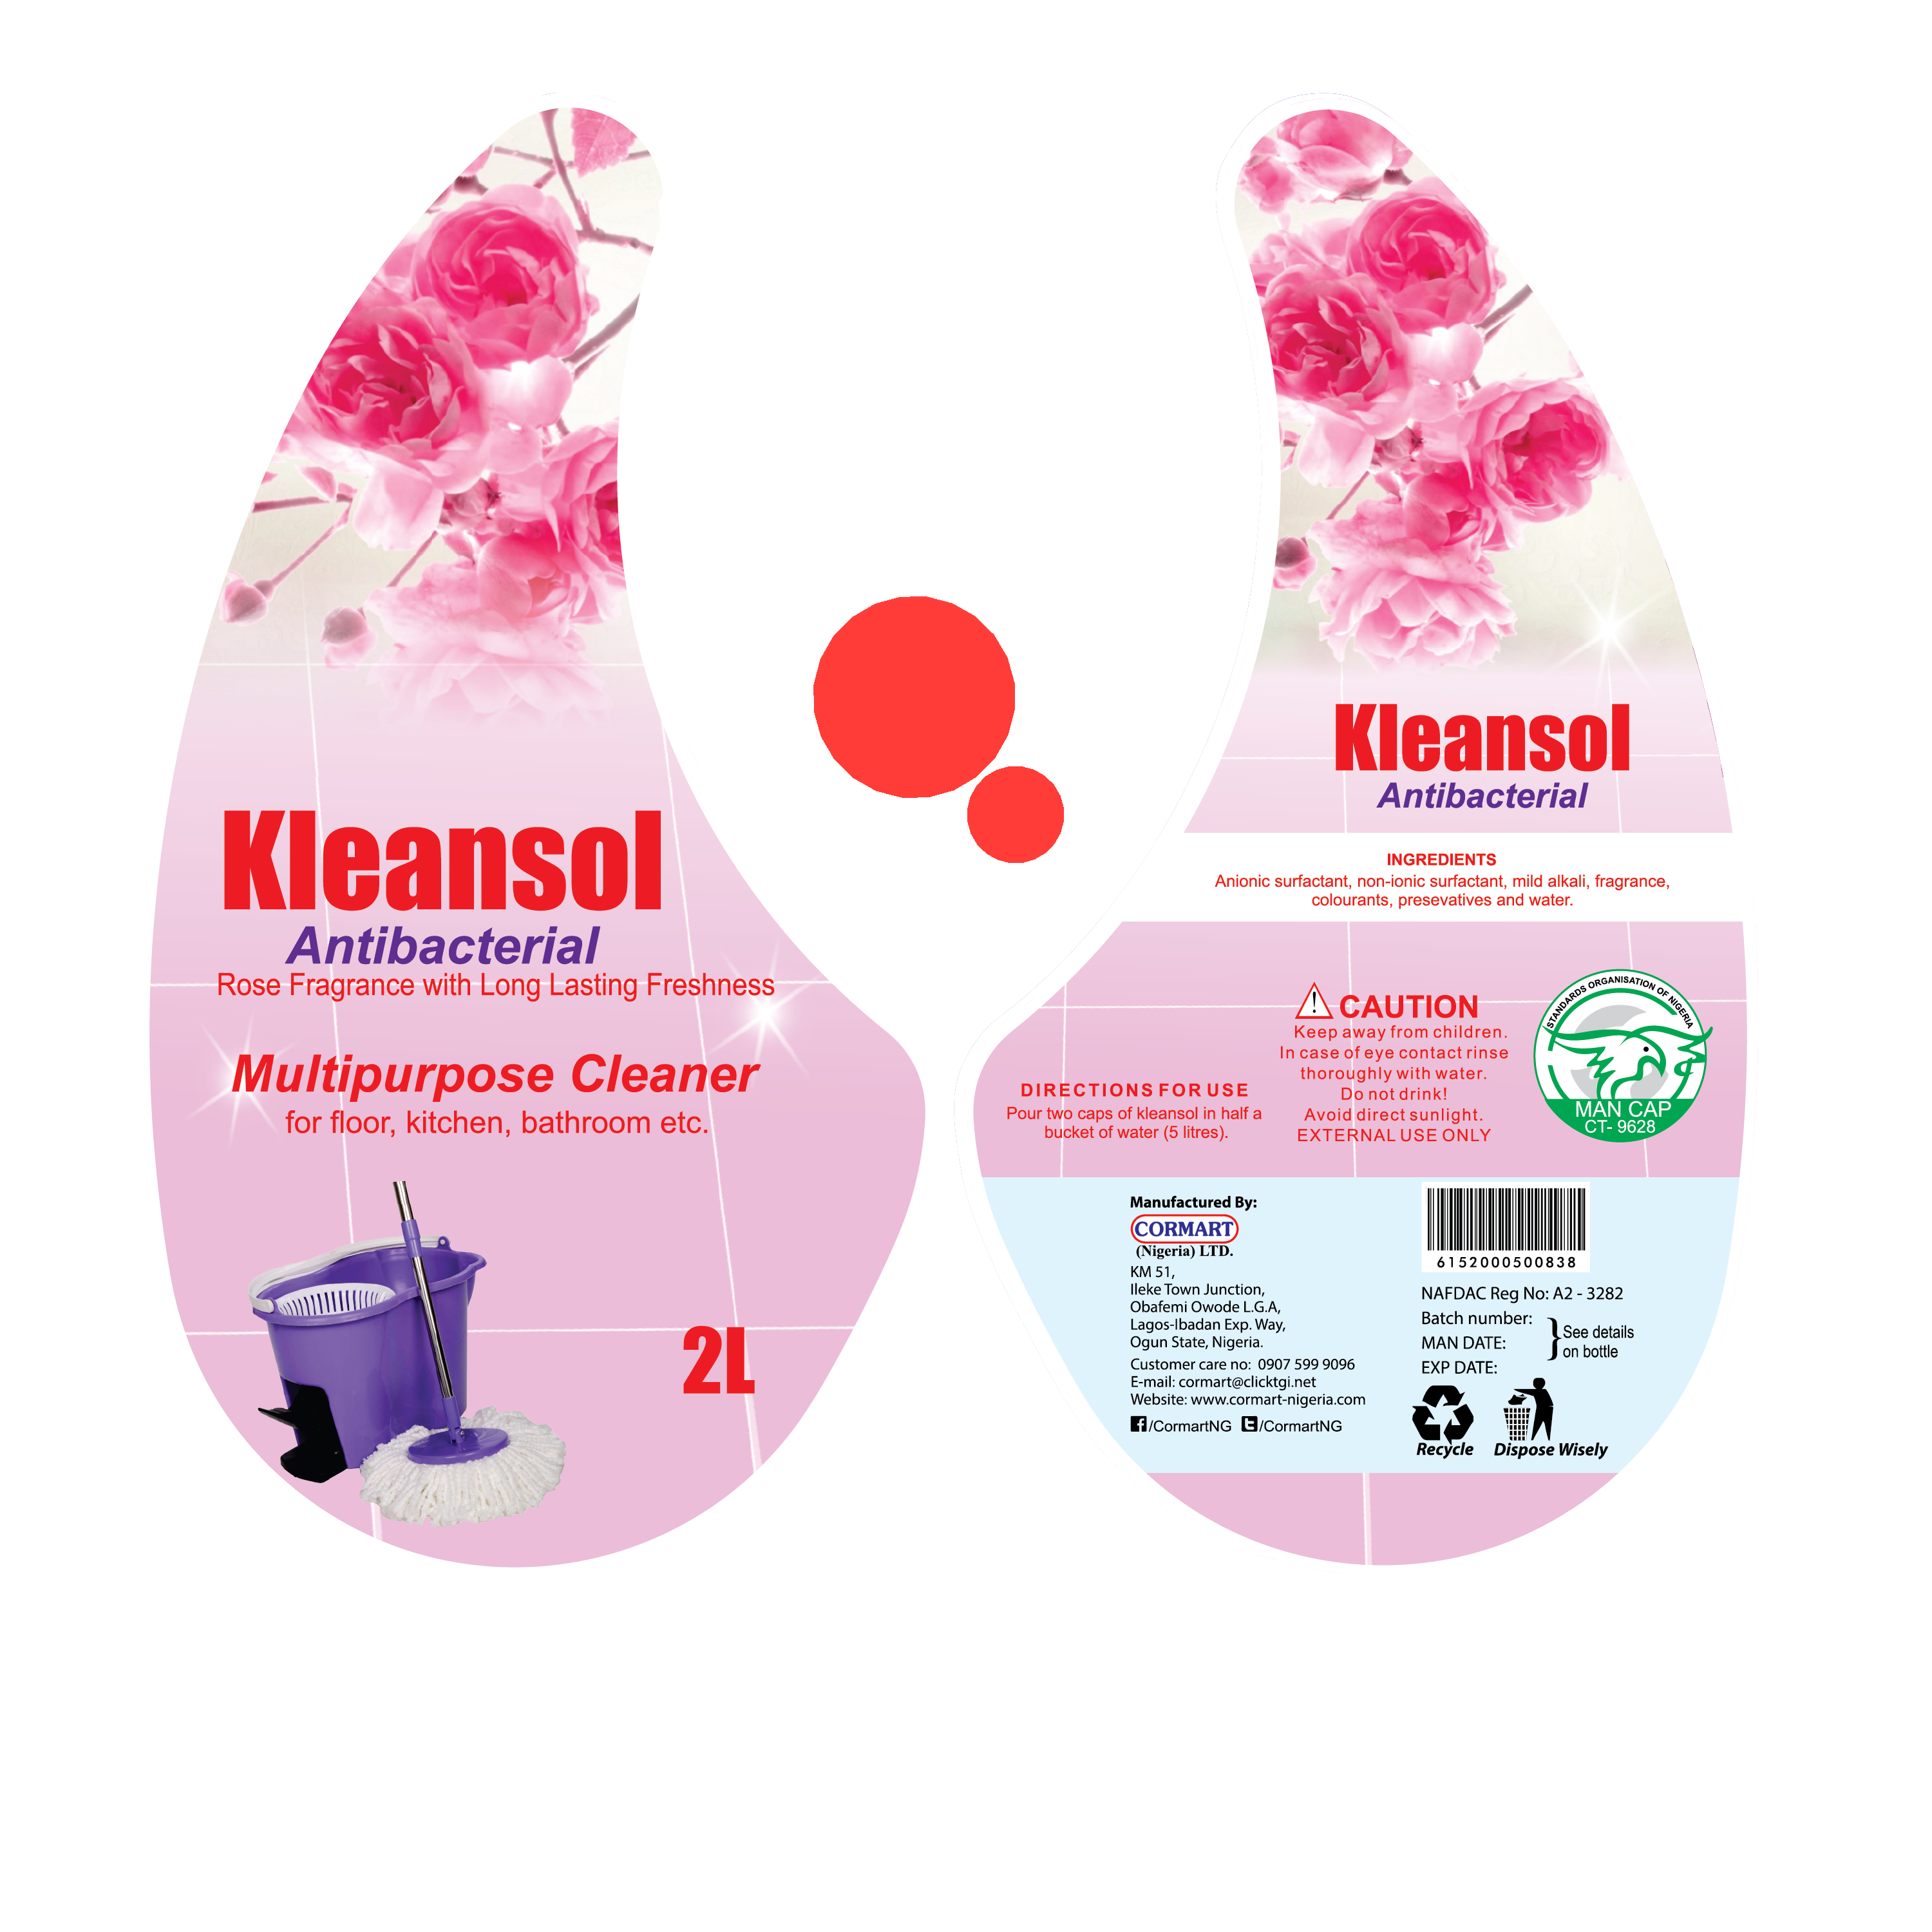 Kleansol
Antibacterial
Rose Fragrance with Long Lasting Freshness
Multipurpose Cleaner
for floor, kitchen, bathroom etc.
2L
Kleansol
Antibacterial
INGREDIENTS
Anionic surfactant, non-ionic surfactant, mild alkali, fragrance,
colourants, presevatives and water.
DIRECTIONS FOR USE
Pour two caps of kleansol in half a
bucket of water (5 litres).
! CAUTION
Keep away from children.
In case of eye contact rinse
thoroughly with water.
Do not drink!
Avoid direct sunlight.
EXTERNAL USE ONLY
STANDARDS ORGANISATION OF NIGERIA
MAN CAP
CT- 9628
Manufactured By:
CORMART
(Nigeria) LTD.
KM 51,
Ileke Town Junction,
Obafemi Owode L.G.A,
Lagos-Ibadan Exp. Way,
Ogun State, Nigeria.
Customer care no: 0907 599 9096
E-mail: cormart@clicktgi.net
Website: www.cormart-nigeria.com
f/CormartNG t/CormartNG
6152000500838
NAFDAC Reg No: A2 - 3282
Batch number:
MAN DATE:
EXP DATE:
See details
on bottle
Recycle
Dispose Wisely